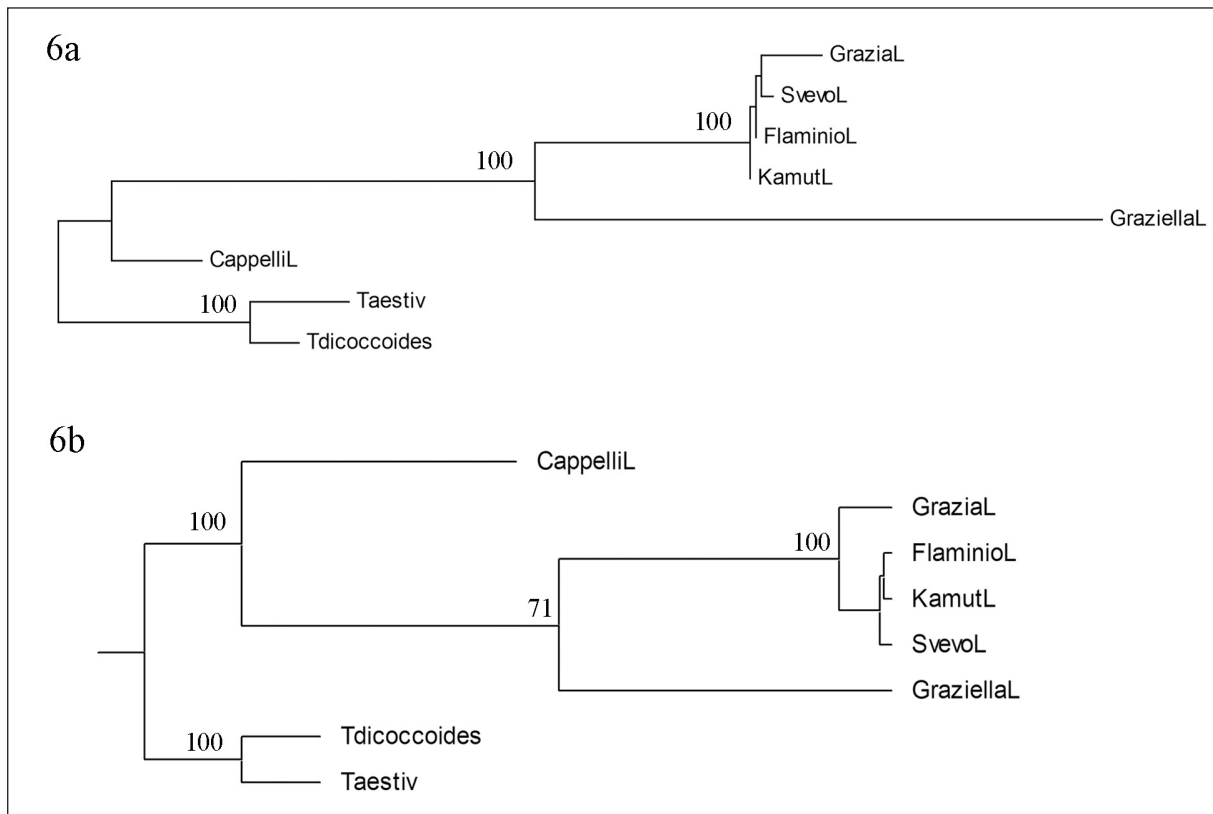 6a
GraziaL
SvevoL
100
FlaminioL
100
KamutL
GraziellaL
CappelliL
100
Taestiv
Tdicoccoides
6b
CappelliL
100
GraziaL
100
FlaminioL
KamutL
71
SvevoL
GraziellaL
Tdicoccoides
100
Taestiv